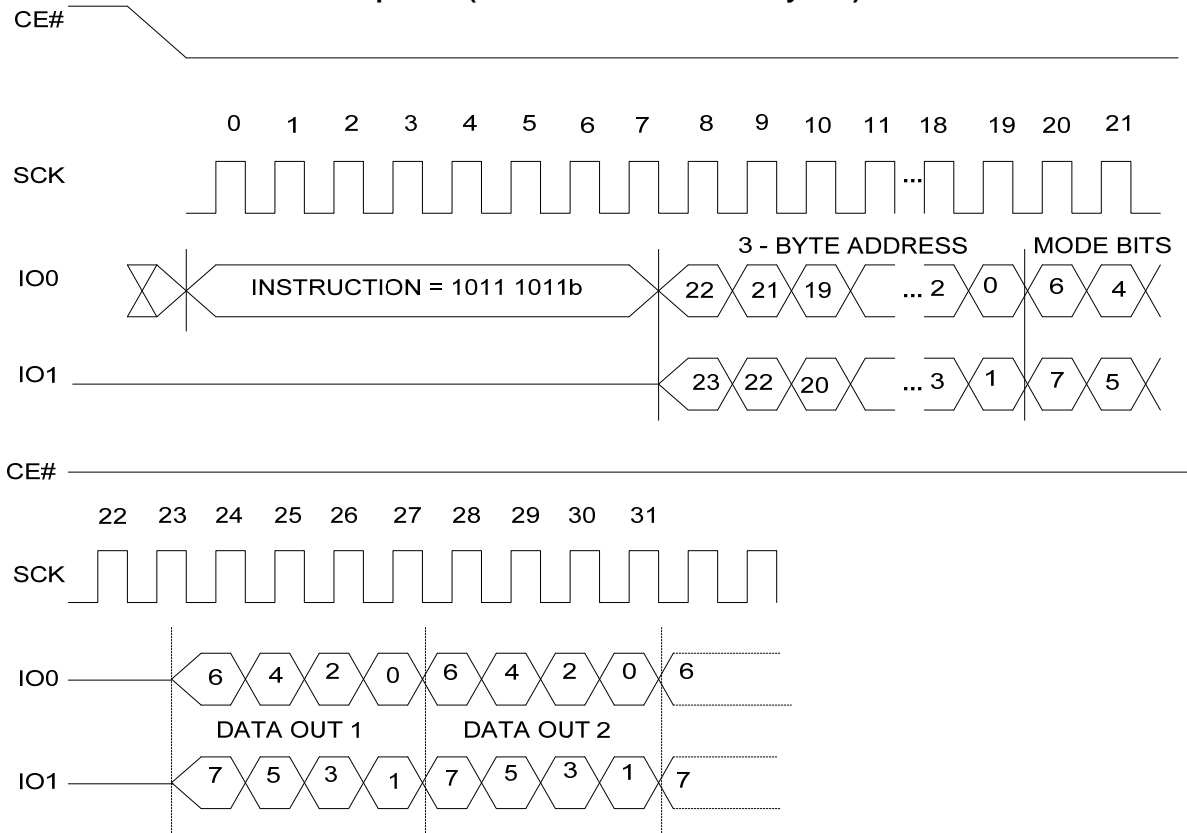 CE#
0 1 2 3 4 5 6 7 8 9 10 11 18 19 20 21
SCK ...
3 - BYTE ADDRESS MODE BITS
IO0 INSTRUCTION = 1011 1011b 22 21 19 ... 2 0 6 4
IO1 23 22 20 ... 3 1 7 5
CE#
22 23 24 25 26 27 28 29 30 31
SCK
IO0 6 4 2 0 6 4 2 0 6
DATA OUT 1 DATA OUT 2
IO1 7 5 3 1 7 5 3 1 7